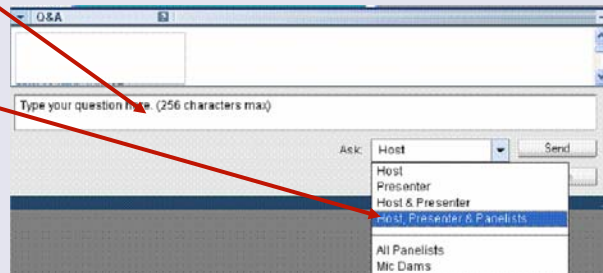 Q&A
Type your question here. (256 characters max)
Ask: Host Send
Host
Presenter
Host & Presenter
Host, Presenter & Panelists
All Panelists
Mic Dams